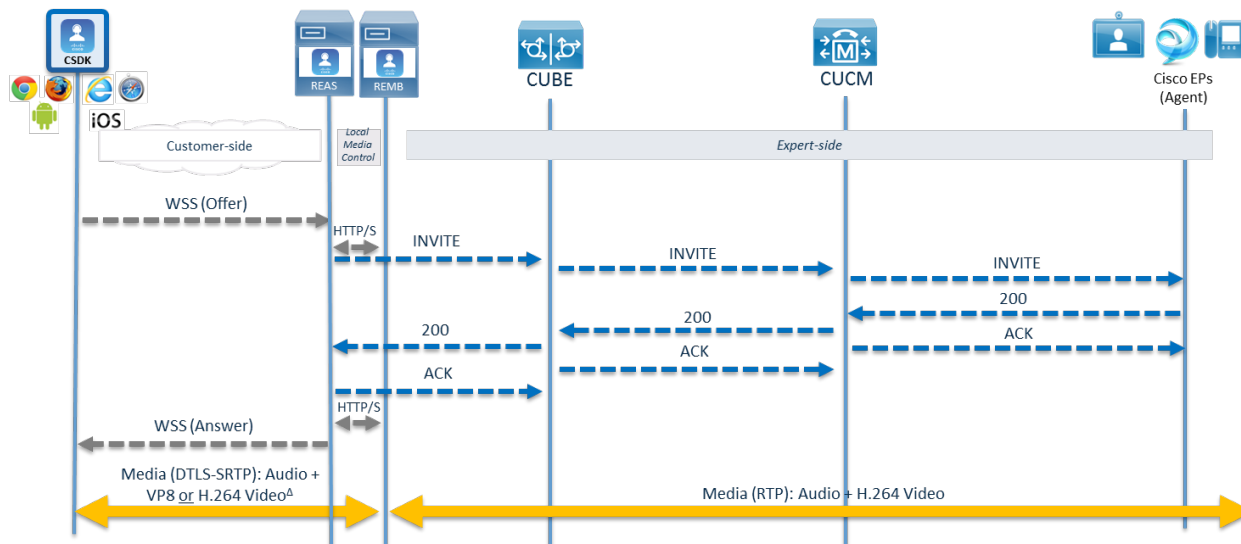 CSDK
REAS
REMB
CUBE
CUCM
Cisco EPs
(Agent)
iOS
Customer-side
Local
Media
Control
Expert-side
WSS (Offer)
HTTP/S
INVITE
INVITE
INVITE
200
200
200
ACK
ACK
ACK
HTTP/S
WSS (Answer)
Media (DTLS-SRTP): Audio +
VP8 or H.264 VideoΔ
Media (RTP): Audio + H.264 Video
M